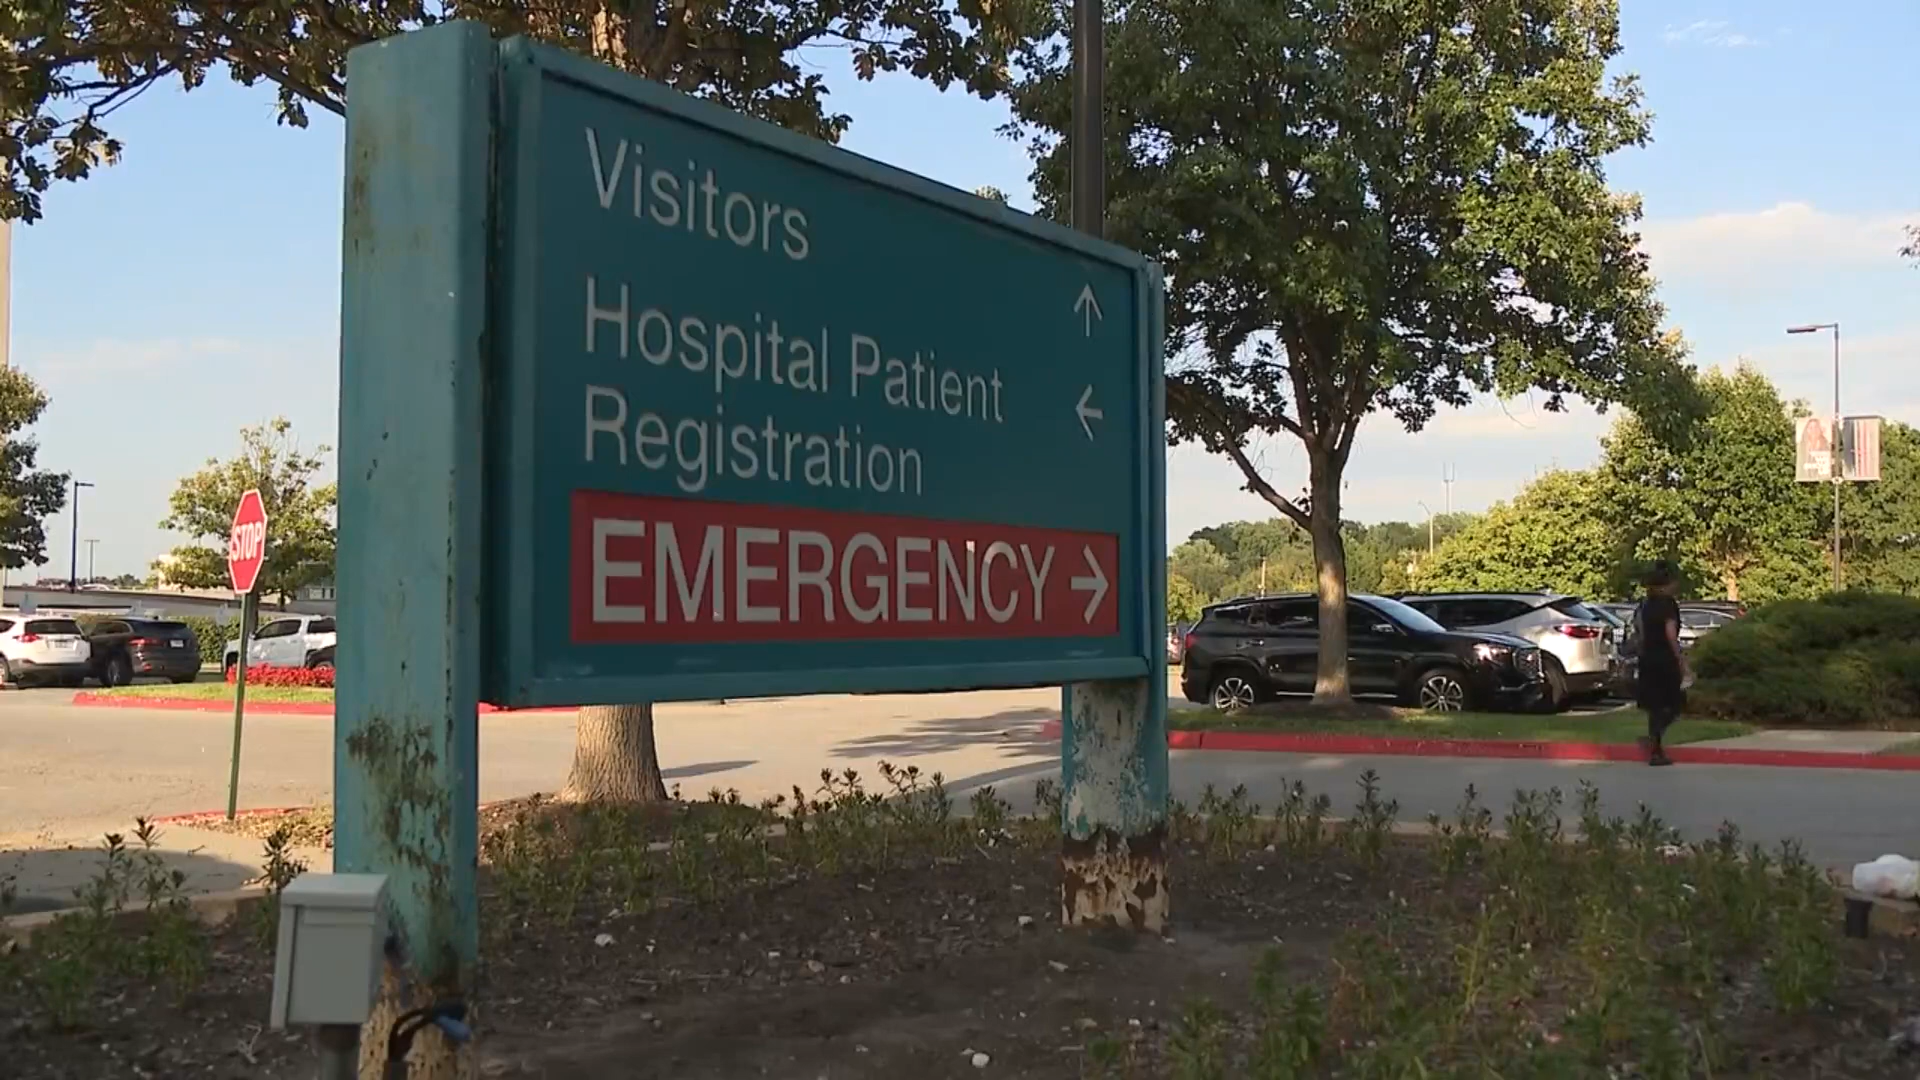 Visitors ↑
Hospital Patient ←
Registration
EMERGENCY →
STOP